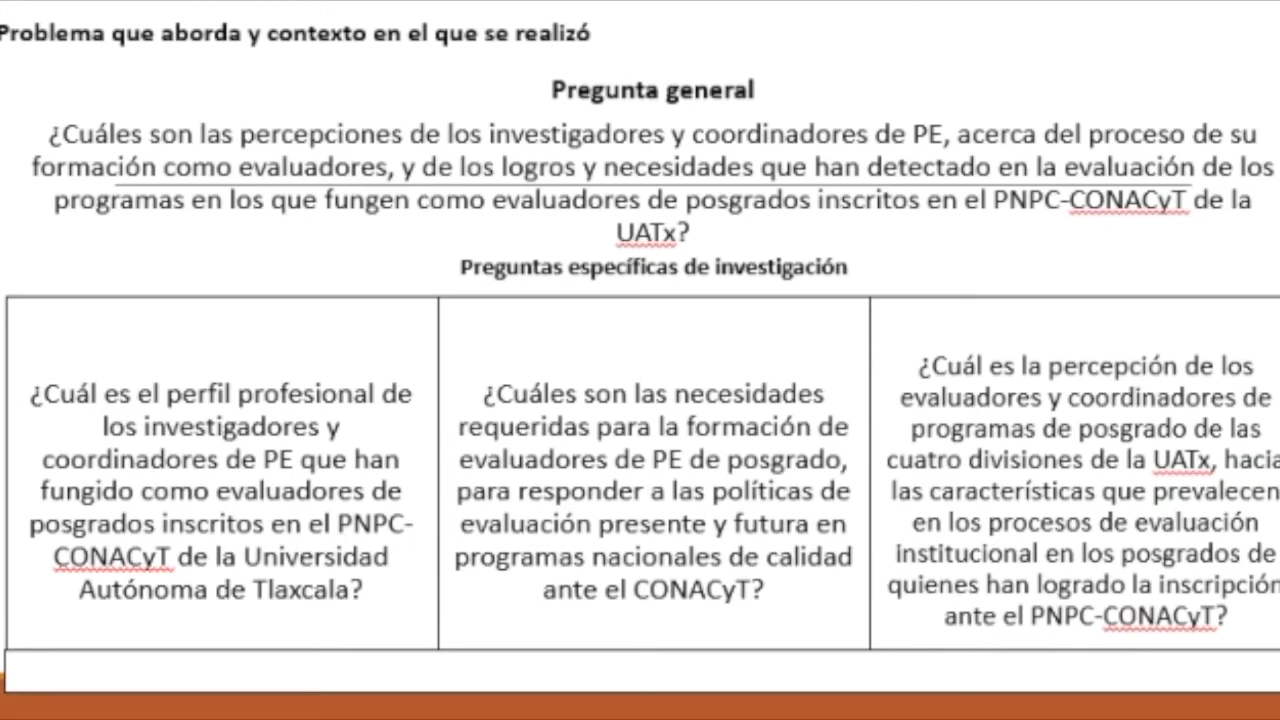 Problema que aborda y contexto en el que se realizó
Pregunta general
¿Cuáles son las percepciones de los investigadores y coordinadores de PE, acerca del proceso de su
formación como evaluadores, y de los logros y necesidades que han detectado en la evaluación de los
programas en los que fungen como evaluadores de posgrados inscritos en el PNPC-CONACyT de la
UATx?
Preguntas específicas de investigación
¿Cuál es el perfil profesional de
los investigadores y
coordinadores de PE que han
fungido como evaluadores de
posgrados inscritos en el PNPC-
CONACyT de la Universidad
Autónoma de Tlaxcala?
¿Cuáles son las necesidades
requeridas para la formación de
evaluadores de PE de posgrado,
para responder a las políticas de
evaluación presente y futura en
programas nacionales de calidad
ante el CONACyT?
¿Cuál es la percepción de los
evaluadores y coordinadores de
programas de posgrado de las
cuatro divisiones de la UATx, hacia
las características que prevalecen
en los procesos de evaluación
institucional en los posgrados de
quienes han logrado la inscripción
ante el PNPC-CONACyT?